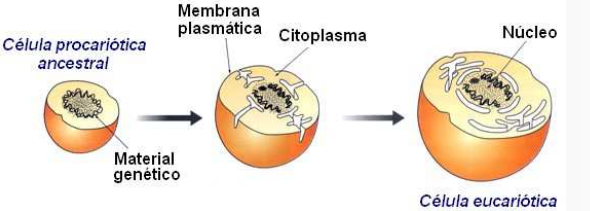 Célula procariótica
ancestral
Material
genético
Membrana
plasmática
Citoplasma
Núcleo
Célula eucariótica